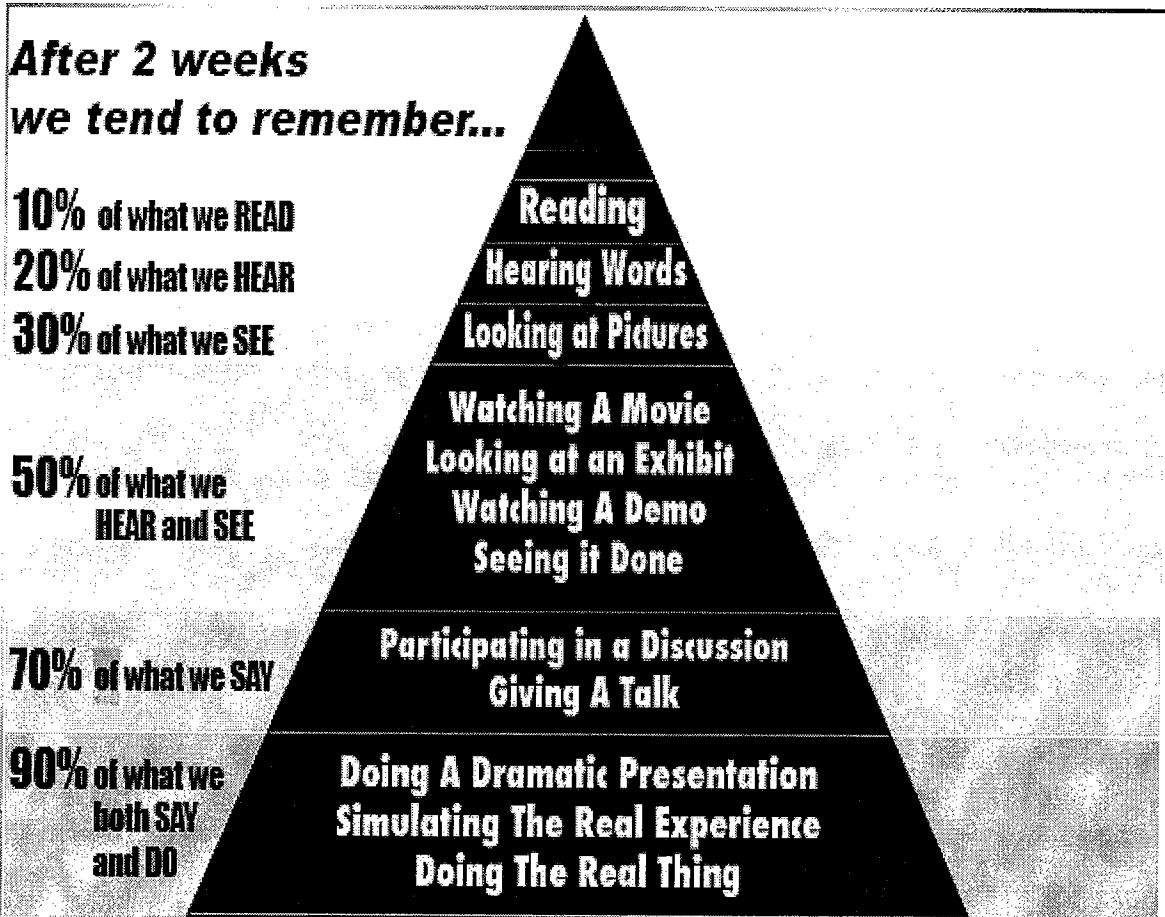 After 2 weeks
we tend to remember...
10% of what we READ
Reading
20% of what we HEAR
Hearing Words
30% of what we SEE
Looking at Pictures
50% of what we
HEAR and SEE
Watching A Movie
Looking at an Exhibit
Watching A Demo
Seeing it Done
70% of what we SAY
Participating in a Discussion
Giving A Talk
90% of what we
both SAY
and DO
Doing A Dramatic Presentation
Simulating The Real Experience
Doing The Real Thing